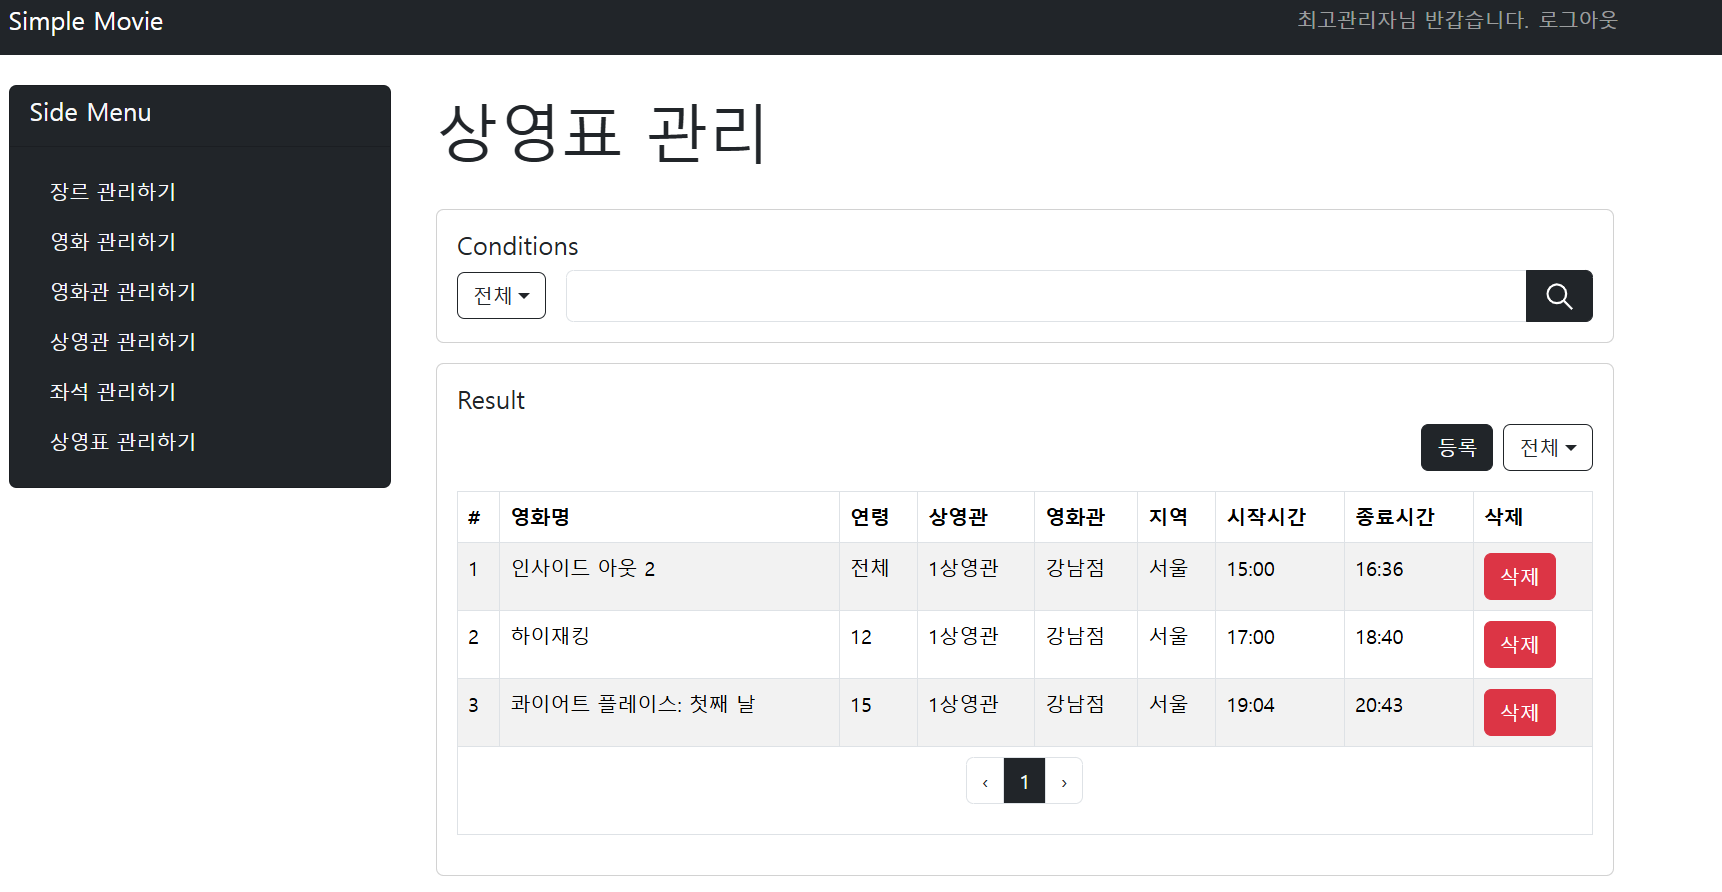 Simple Movie
최고관리자님 반갑습니다. 로그아웃
Side Menu
장르 관리하기
영화 관리하기
영화관 관리하기
상영관 관리하기
좌석 관리하기
상영표 관리하기
상영표 관리
Conditions
전체
Result
등록 전체
# 영화명 연령 상영관 영화관 지역 시작시간 종료시간 삭제
1 인사이드 아웃 2 전체 1상영관 강남점 서울 15:00 16:36 삭제
2 하이재킹 12 1상영관 강남점 서울 17:00 18:40 삭제
3 콰이어트 플레이스: 첫째 날 15 1상영관 강남점 서울 19:04 20:43 삭제
‹ 1 ›